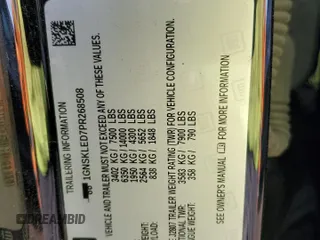 TRAILERING INFORMATION
1GNSKLED7PR268508
VEHICLE AND TRAILER MUST NOT EXCEED ANY OF THESE VALUES.
3402 KG / 7500 LBS
6350 KG / 14000 LBS
1950 KG / 4300 LBS
2564 KG / 5652 LBS
838 KG / 1848 LBS
TRAILER WEIGHT RATING (TWR) FOR VEHICLE CONFIGURATION.
3583 KG / 7900 LBS
358 KG / 790 LBS
SEE OWNER'S MANUAL FOR MORE INFORMATION
AUTOBIDMASTER